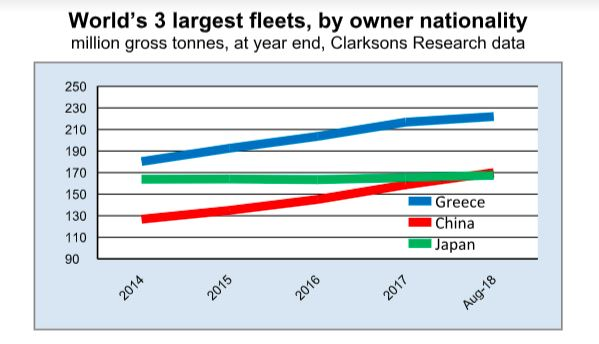 World’s 3 largest fleets, by owner nationality
million gross tonnes, at year end, Clarksons Research data
250
230
210
190
170
150
130
110
90
Greece
China
Japan
2014
2015
2016
2017
Aug-18